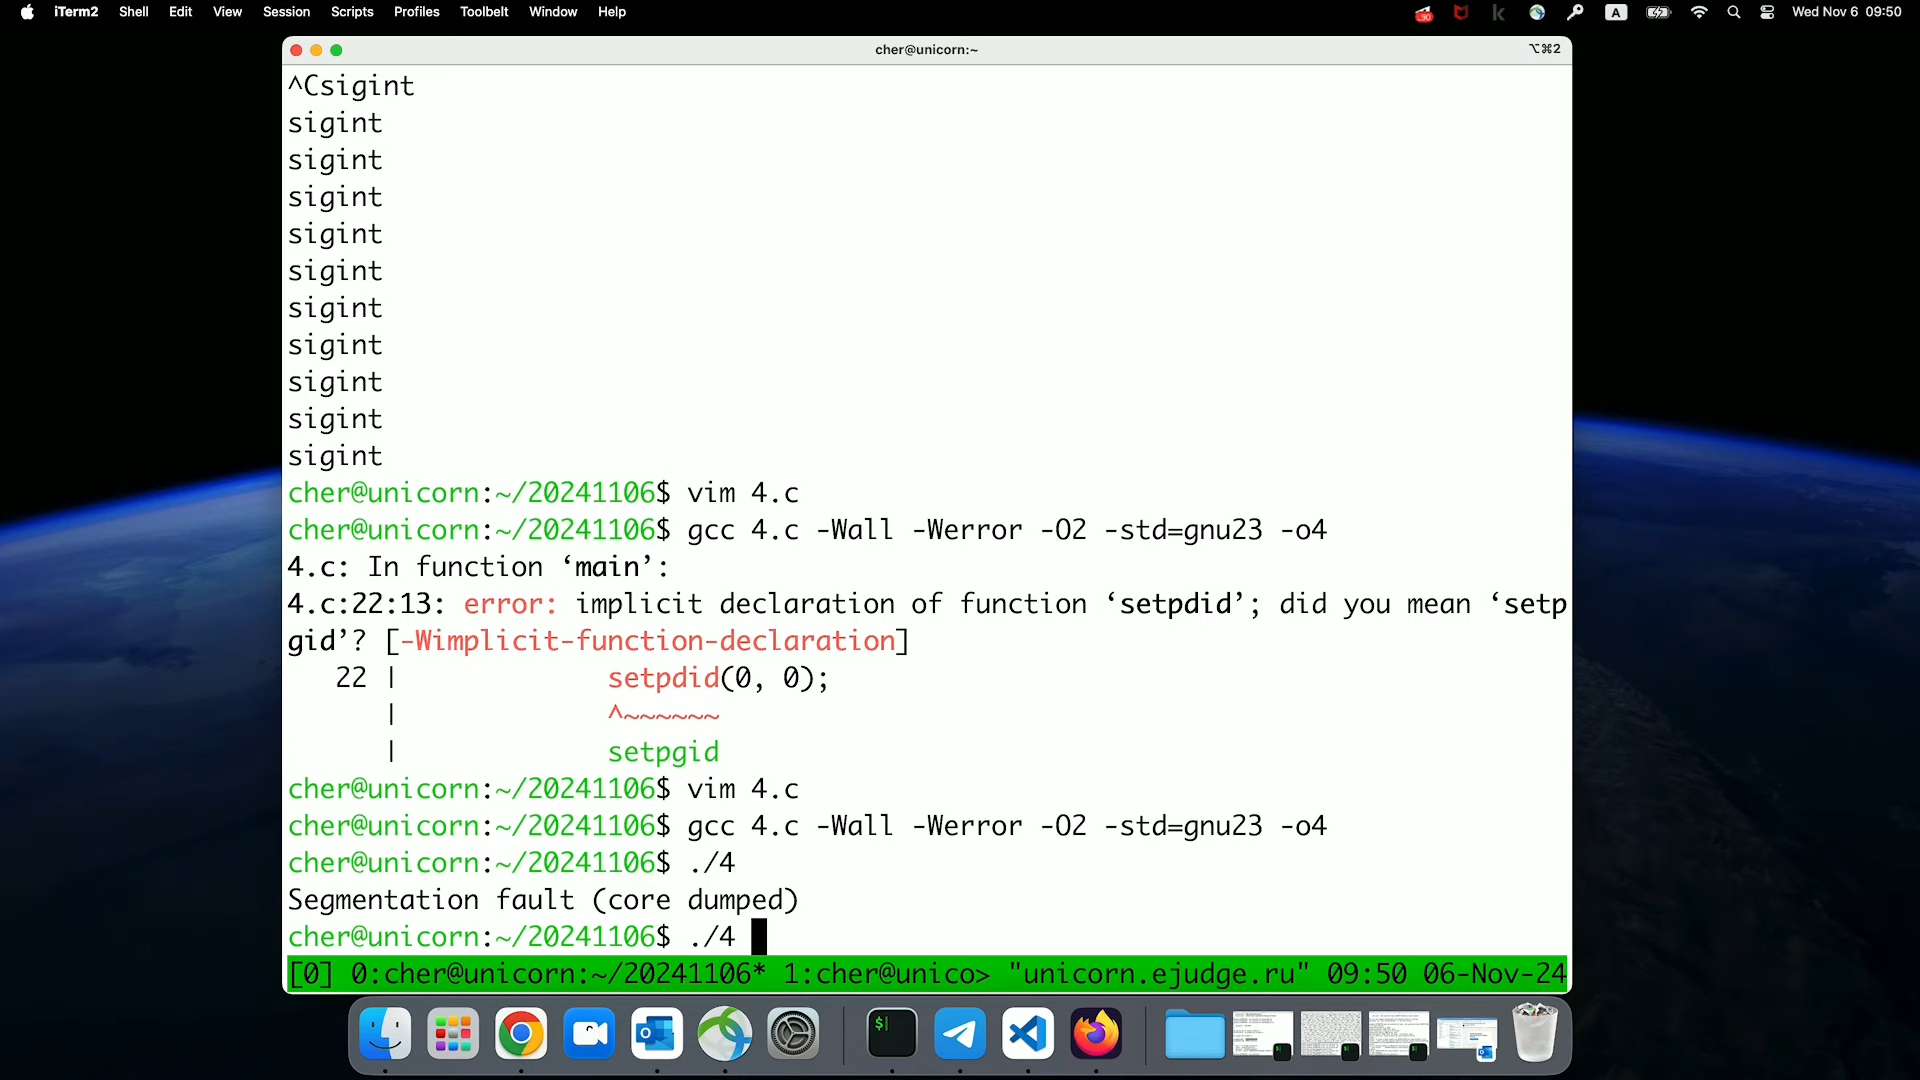 iTerm2 Shell Edit View Session Scripts Profiles Toolbelt Window Help A Wed Nov 6 09:50
cher@unicorn:~ ⌥⌘2
^Csigint
sigint
sigint
sigint
sigint
sigint
sigint
sigint
sigint
sigint
sigint
cher@unicorn:~/20241106$ vim 4.c
cher@unicorn:~/20241106$ gcc 4.c -Wall -Werror -O2 -std=gnu23 -o4
4.c: In function ‘main’:
4.c:22:13: error: implicit declaration of function ‘setpdid’; did you mean ‘setp
gid’? [-Wimplicit-function-declaration]
22 | setpdid(0, 0);
| ^~~~~~~
| setpgid
cher@unicorn:~/20241106$ vim 4.c
cher@unicorn:~/20241106$ gcc 4.c -Wall -Werror -O2 -std=gnu23 -o4
cher@unicorn:~/20241106$ ./4
Segmentation fault (core dumped)
cher@unicorn:~/20241106$ ./4
[0] 0:cher@unicorn:~/20241106* 1:cher@unico> "unicorn.ejudge.ru" 09:50 06-Nov-24